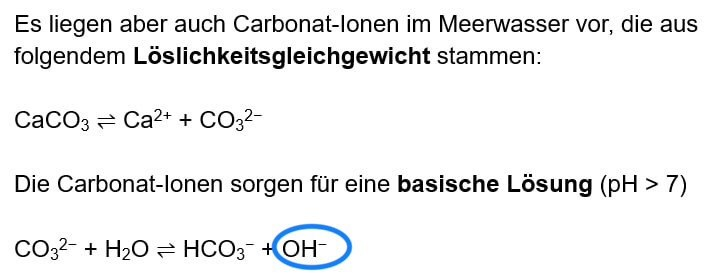 Es liegen aber auch Carbonat-Ionen im Meerwasser vor, die aus
folgendem Löslichkeitsgleichgewicht stammen:
CaCO₃ ⇌ Ca²⁺ + CO₃²⁻
Die Carbonat-Ionen sorgen für eine basische Lösung (pH > 7)
CO₃²⁻ + H₂O ⇌ HCO₃⁻ + OH⁻